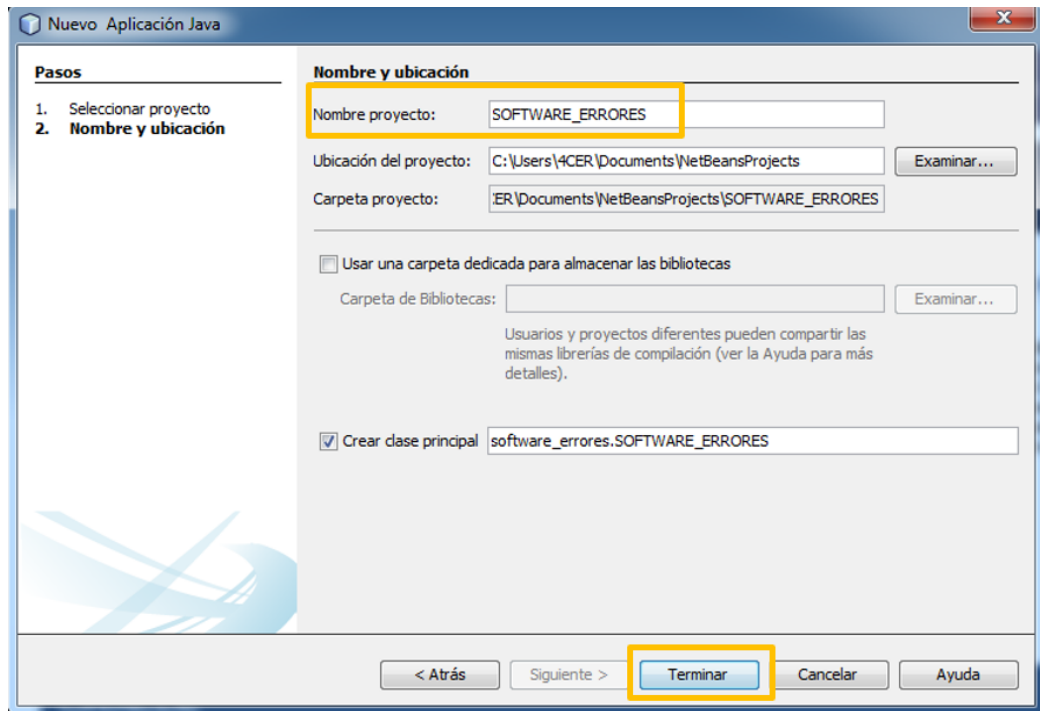 Nuevo Aplicación Java
Pasos
1. Seleccionar proyecto
2. Nombre y ubicación
Nombre y ubicación
Nombre proyecto: SOFTWARE_ERRORES
Ubicación del proyecto: C:\Users\4CER\Documents\NetBeansProjects Examinar...
Carpeta proyecto: :ER\Documents\NetBeansProjects\SOFTWARE_ERRORES
Usar una carpeta dedicada para almacenar las bibliotecas
Carpeta de Bibliotecas: Examinar...
Usuarios y proyectos diferentes pueden compartir las
mismas librerías de compilación (ver la Ayuda para más
detalles).
Crear clase principal software_errores.SOFTWARE_ERRORES
< Atrás Siguiente > Terminar Cancelar Ayuda